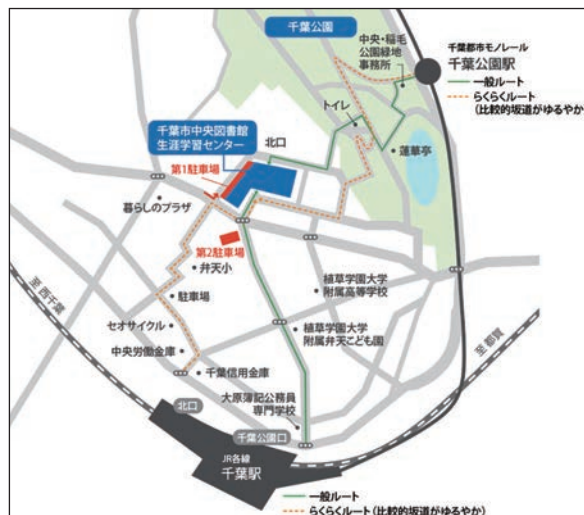 千葉公園
中央・稲毛
公園緑地
事務所
千葉都市モノレール
千葉公園駅
一般ルート
らくらくルート
(比較的坂道がゆるやか)
トイレ
千葉市中央図書館
生涯学習センター
北口
蓮華亭
第1駐車場
暮らしのプラザ
第2駐車場
弁天小
至西千葉
駐車場
植草学園大学
附属高等学校
セオサイクル
植草学園大学
附属弁天こども園
至都賀
中央労働金庫
千葉信用金庫
大原簿記公務員
専門学校
北口
千葉公園口
JR各線
千葉駅
一般ルート
らくらくルート(比較的坂道がゆるやか)